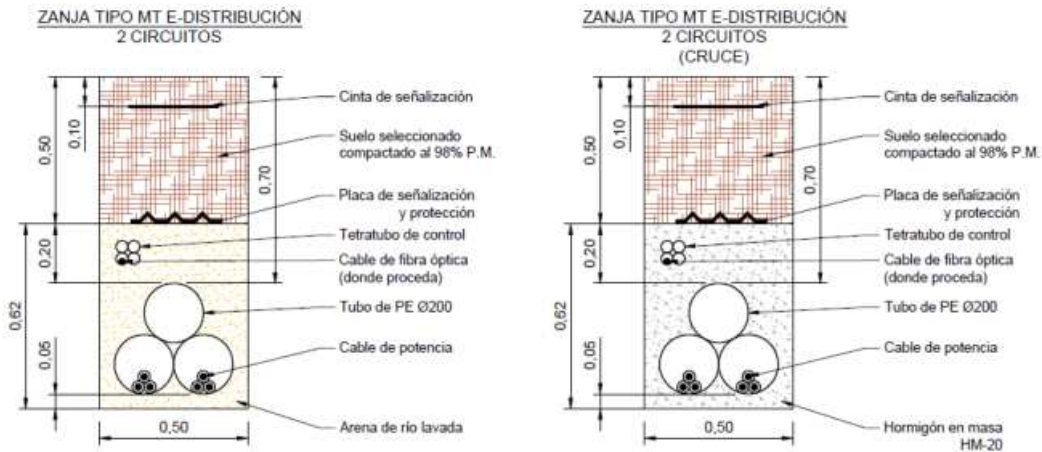 ZANJA TIPO MT E-DISTRIBUCIÓN
2 CIRCUITOS
0,50
0,10
0,70
0,20
0,62
0,05
0,50
Cinta de señalización
Suelo seleccionado
compactado al 98% P.M.
Placa de señalización
y protección
Tetratubo de control
Cable de fibra óptica
(donde proceda)
Tubo de PE Ø200
Cable de potencia
Arena de río lavada
ZANJA TIPO MT E-DISTRIBUCIÓN
2 CIRCUITOS
(CRUCE)
0,50
0,10
0,70
0,20
0,62
0,05
0,50
Cinta de señalización
Suelo seleccionado
compactado al 98% P.M.
Placa de señalización
y protección
Tetratubo de control
Cable de fibra óptica
(donde proceda)
Tubo de PE Ø200
Cable de potencia
Hormigón en masa
HM-20